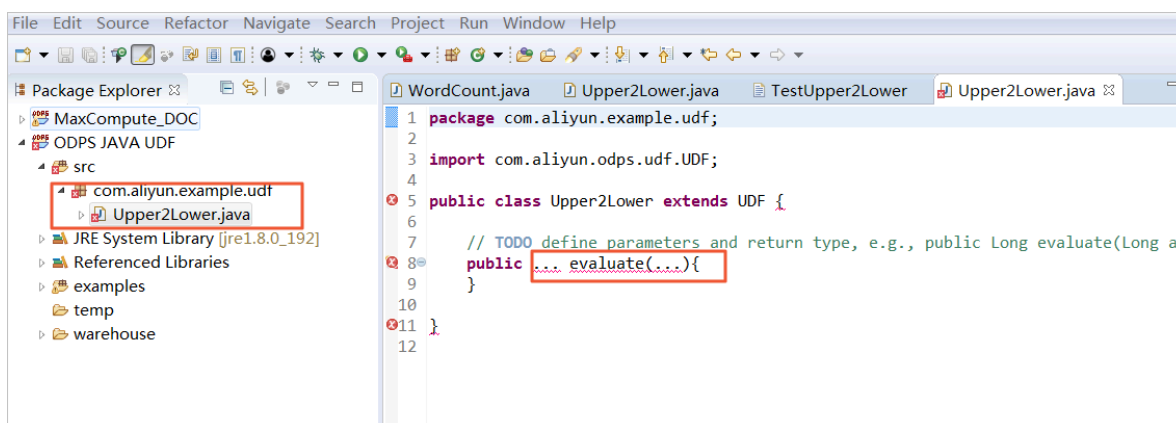 File Edit Source Refactor Navigate Search Project Run Window Help
Package Explorer
MaxCompute_DOC
ODPS JAVA UDF
src
com.aliyun.example.udf
Upper2Lower.java
JRE System Library [jre1.8.0_192]
Referenced Libraries
examples
temp
warehouse
WordCount.java Upper2Lower.java TestUpper2Lower Upper2Lower.java
1 package com.aliyun.example.udf;
2
3 import com.aliyun.odps.udf.UDF;
4
5 public class Upper2Lower extends UDF {
6
7 // TODO define parameters and return type, e.g., public Long evaluate(Long a
8 public ... evaluate(...){
9 }
10
11 }
12